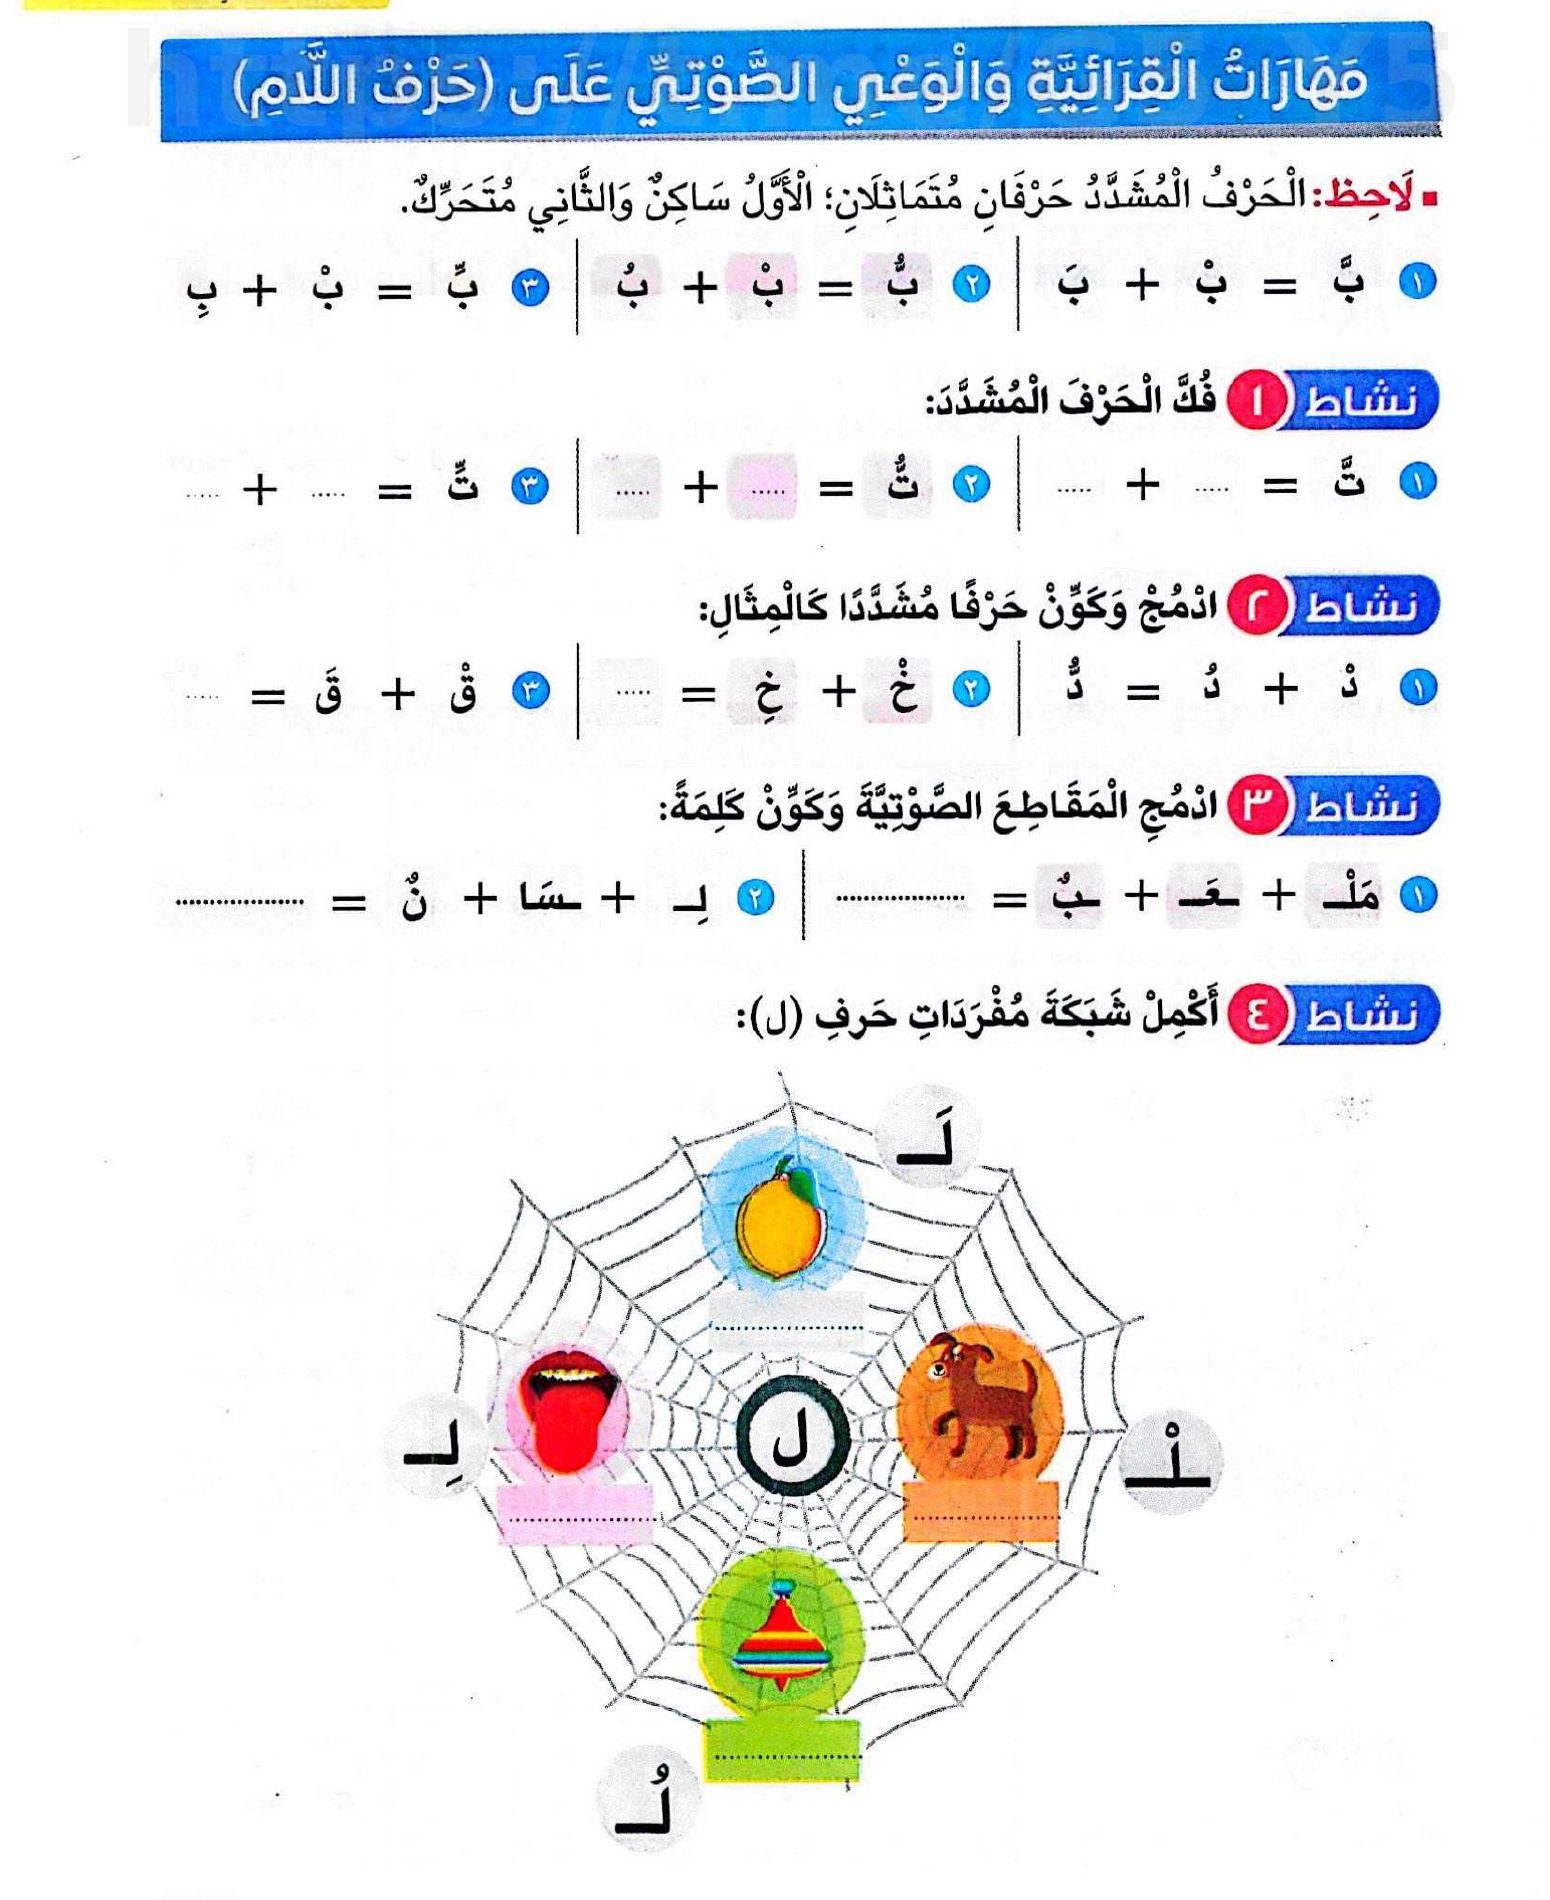 مَهَارَاتُ الْقِرَائِيَّةِ وَالْوَعْيِ الصَّوْتِيِّ عَلَى (حَرْفُ اللَّامِ)
▪ لَاحِظ: الْحَرْفُ الْمُشَدَّدُ حَرْفَانِ مُتَمَاثِلَانِ؛ الْأَوَّلُ سَاكِنٌ وَالثَّانِي مُتَحَرِّكٌ.
١ بَّ = بْ + بَ | ٢ بُّ = بْ + بُ | ٣ بِّ = بْ + بِ
نشاط ١ فُكَّ الْحَرْفَ الْمُشَدَّدَ:
١ تَّ = ..... + ..... | ٢ تُّ = ..... + ..... | ٣ تِّ = ..... + .....
نشاط ٢ ادْمُجْ وَكَوِّنْ حَرْفًا مُشَدَّدًا كَالْمِثَالِ:
١ دْ + دُ = دُّ | ٢ خْ + خِ = ..... | ٣ قْ + قَ = .....
نشاط ٣ ادْمُجِ الْمَقَاطِعَ الصَّوْتِيَّةَ وَكَوِّنْ كَلِمَةً:
١ مَلْـ + ـعَـ + ـبٌ = ................... | ٢ لِـ + ـسَا + نٌ = ...................
نشاط ٤ أَكْمِلْ شَبَكَةَ مُفْرَدَاتِ حَرفِ (ل):
لَـ
ـلْـ
ل
لِـ
لُـ